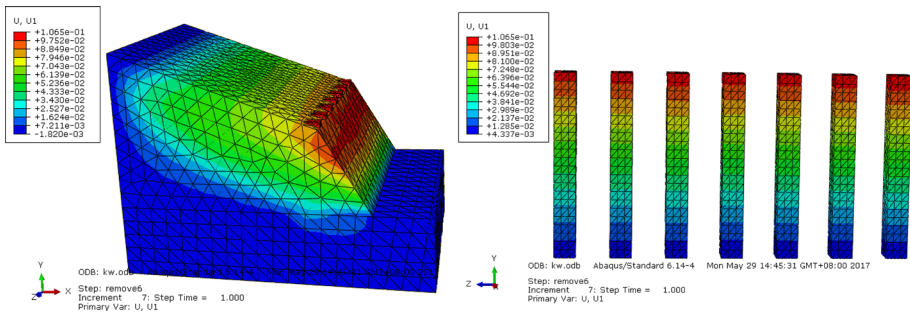 U, U1
+1.065e-01
+9.752e-02
+8.849e-02
+7.946e-02
+7.043e-02
+6.139e-02
+5.236e-02
+4.333e-02
+3.430e-02
+2.527e-02
+1.624e-02
+7.211e-03
-1.820e-03
Y
X
Z
ODB: kw.odb
Step: remove6
Increment 7: Step Time = 1.000
Primary Var: U, U1
U, U1
+1.065e-01
+9.803e-02
+8.951e-02
+8.100e-02
+7.248e-02
+6.396e-02
+5.544e-02
+4.692e-02
+3.841e-02
+2.989e-02
+2.137e-02
+1.285e-02
+4.337e-03
Y
Z
ODB: kw.odb Abaqus/Standard 6.14-4 Mon May 29 14:45:31 GMT+08:00 2017
Step: remove6
Increment 7: Step Time = 1.000
Primary Var: U, U1